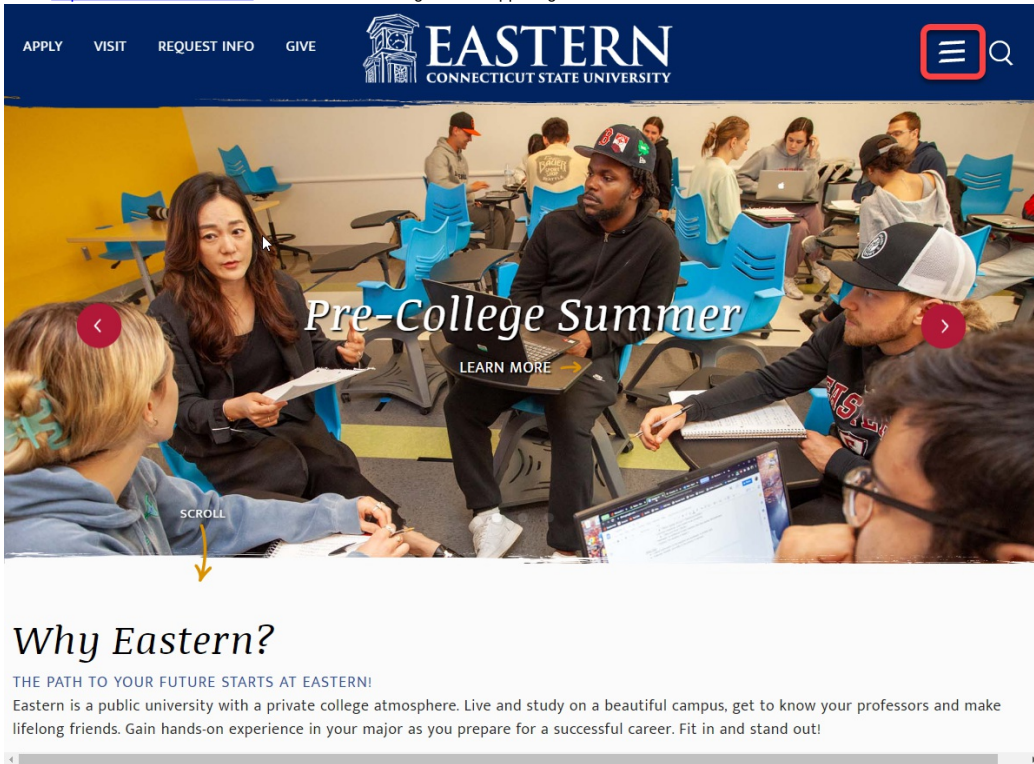 APPLY VISIT REQUEST INFO GIVE
EASTERN
CONNECTICUT STATE UNIVERSITY
Pre-College Summer
LEARN MORE
SCROLL
Why Eastern?
THE PATH TO YOUR FUTURE STARTS AT EASTERN!
Eastern is a public university with a private college atmosphere. Live and study on a beautiful campus, get to know your professors and make
lifelong friends. Gain hands-on experience in your major as you prepare for a successful career. Fit in and stand out!